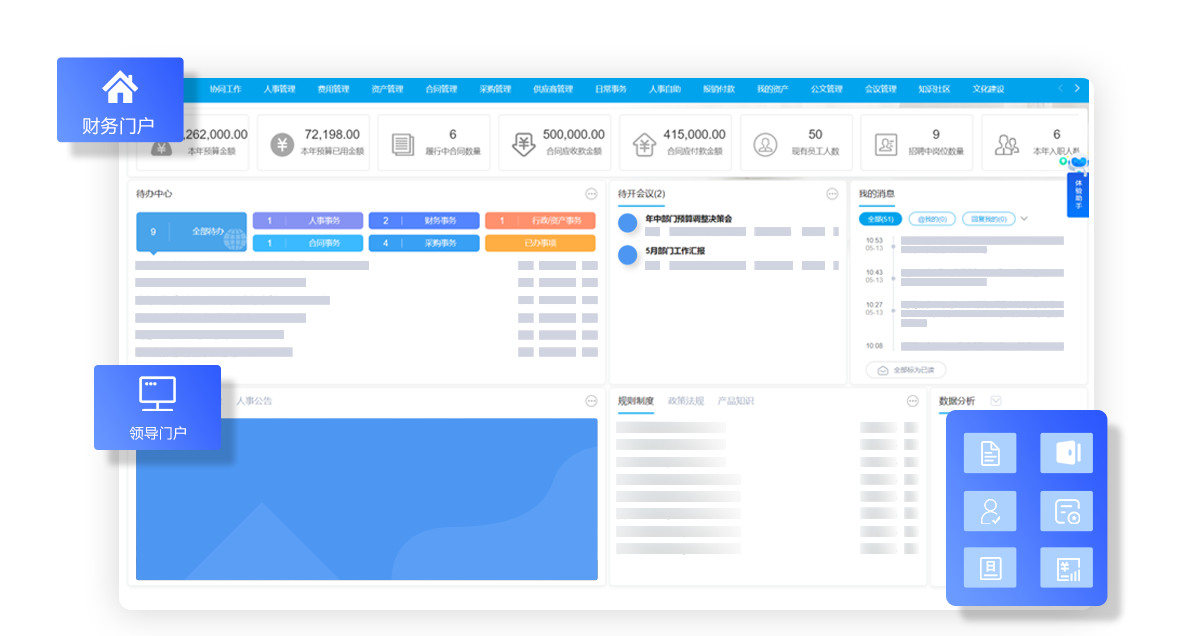 财务门户
协同工作 人事管理 费用管理 资产管理 合同管理 采购管理 供应商管理 日常事务 人事自助 报销付款 我的资产 公文管理 会议管理 知识社区 文化建设
,262,000.00 72,198.00 6 500,000.00 415,000.00 50 9 6
本年预算金额 本年预算已用金额 履行中合同数量 合同应收款金额 合同应付款金额 现有员工人数 招聘中岗位数量 本年入职人数
体验助手
待办中心 待开会议(2) 我的消息
9 全部待办
1 人事事务 2 财务事务 1 行政/资产事务
1 合同事务 4 采购事务 已办事项
年中部门预算调整决策会
5月部门工作汇报
全部(51) @我的(0) 回复我的(0)
10:53
05-13
10:43
05-13
10:27
05-13
10:08
全部标为已读
领导门户
人事公告
规则制度 政策法规 产品知识
数据分析